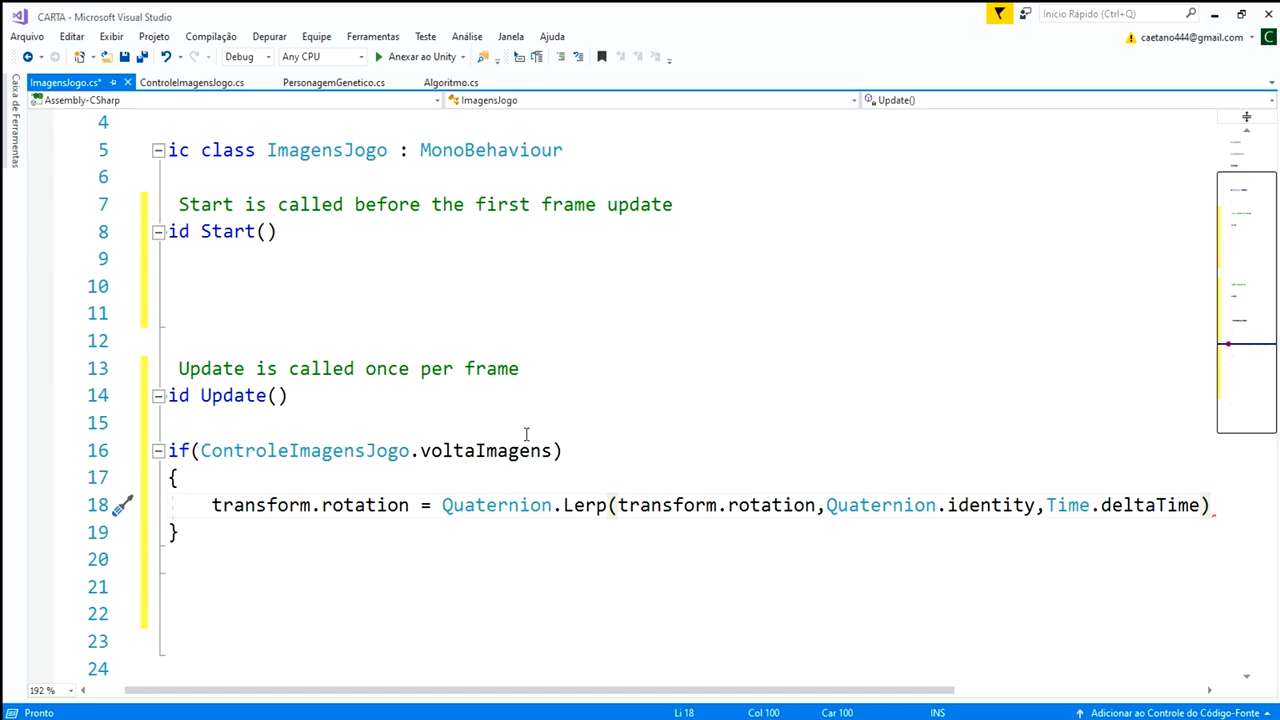 CARTA - Microsoft Visual Studio
Início Rápido (Ctrl+Q)
Arquivo Editar Exibir Projeto Compilação Depurar Equipe Ferramentas Teste Análise Janela Ajuda
caetano444@gmail.com C
Debug Any CPU Anexar ao Unity
ImagensJogo.cs* ControleImagensJogo.cs PersonagemGenetico.cs Algoritmo.cs
Assembly-CSharp ImagensJogo Update()
Caixa de Ferramentas
4
5 ic class ImagensJogo : MonoBehaviour
6
7 Start is called before the first frame update
8 id Start()
9
10
11
12
13 Update is called once per frame
14 id Update()
15
16 if(ControleImagensJogo.voltaImagens)
17 {
18 transform.rotation = Quaternion.Lerp(transform.rotation,Quaternion.identity,Time.deltaTime)
19 }
20
21
22
23
24
192 %
Pronto Li 18 Col 100 Car 100 INS Adicionar ao Controle do Código-Fonte